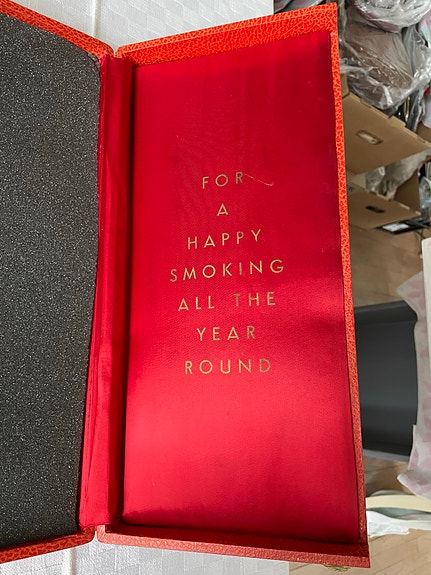 FOR
A
HAPPY
SMOKING
ALL THE
YEAR
ROUND